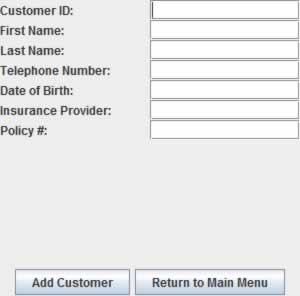 Customer ID:
First Name:
Last Name:
Telephone Number:
Date of Birth:
Insurance Provider:
Policy #:
Add Customer Return to Main Menu